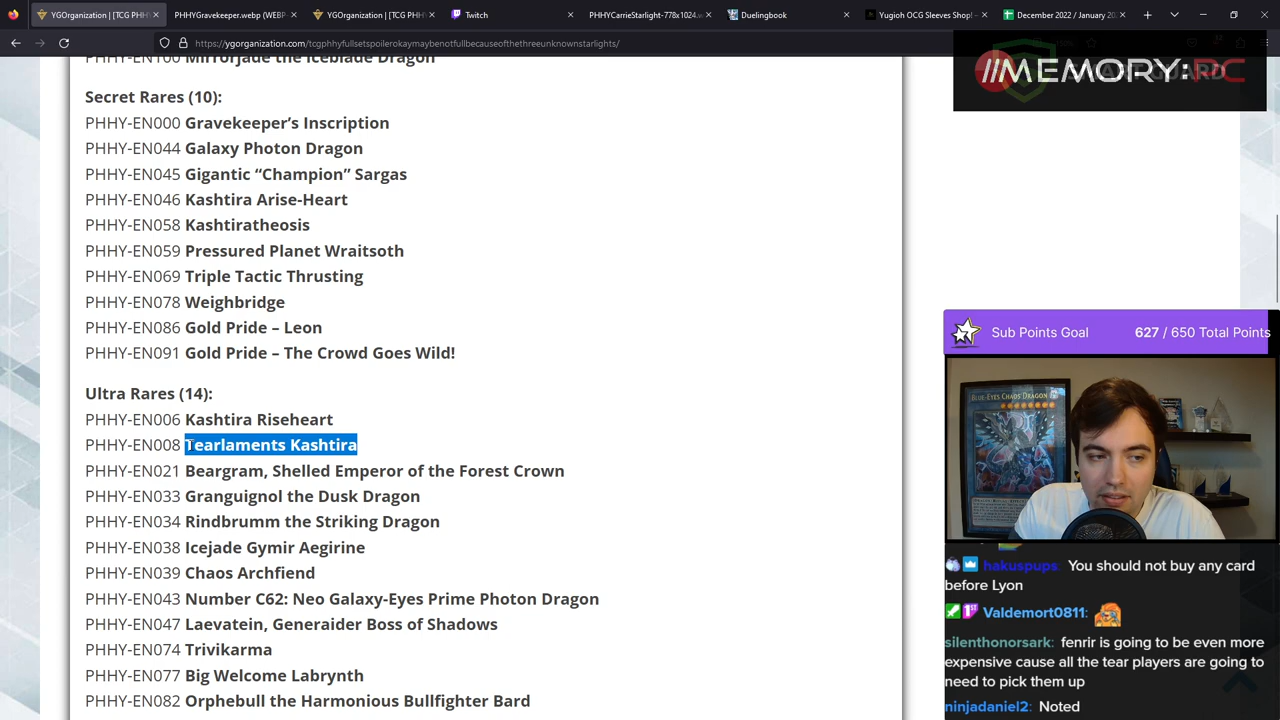 YGOrganization | [TCG PHH
PHHYGravekeeper.webp (WEBP
YGOrganization | [TCG PHH
Twitch
PHHYCarrieStarlight-778x1024.w
Duelingbook
Yugioh OCG Sleeves Shop! –
December 2022 / January 202
https://ygorganization.com/tcgphhyfullsetspoilerokaymaybenotfullbecauseofthethreeunknownstarlights/
//MEMORY:PC
PHHY-EN100 Mirrorjade the Iceblade Dragon
Secret Rares (10):
PHHY-EN000 Gravekeeper's Inscription
PHHY-EN044 Galaxy Photon Dragon
PHHY-EN045 Gigantic “Champion” Sargas
PHHY-EN046 Kashtira Arise-Heart
PHHY-EN058 Kashtiratheosis
PHHY-EN059 Pressured Planet Wraitsoth
PHHY-EN069 Triple Tactic Thrusting
PHHY-EN078 Weighbridge
PHHY-EN086 Gold Pride – Leon
PHHY-EN091 Gold Pride – The Crowd Goes Wild!
Ultra Rares (14):
PHHY-EN006 Kashtira Riseheart
PHHY-EN008 Tearlaments Kashtira
PHHY-EN021 Beargram, Shelled Emperor of the Forest Crown
PHHY-EN033 Granguignol the Dusk Dragon
PHHY-EN034 Rindbrumm the Striking Dragon
PHHY-EN038 Icejade Gymir Aegirine
PHHY-EN039 Chaos Archfiend
PHHY-EN043 Number C62: Neo Galaxy-Eyes Prime Photon Dragon
PHHY-EN047 Laevatein, Generaider Boss of Shadows
PHHY-EN074 Trivikarma
PHHY-EN077 Big Welcome Labrynth
PHHY-EN082 Orphebull the Harmonious Bullfighter Bard
Sub Points Goal 627 / 650 Total Points
BLUE-EYES CHAOS DRAGON
hakuspups: You should not buy any card
before Lyon
Valdemort0811:
silenthonorsark: fenrir is going to be even more
expensive cause all the tear players are going to
need to pick them up
ninjadaniel2: Noted